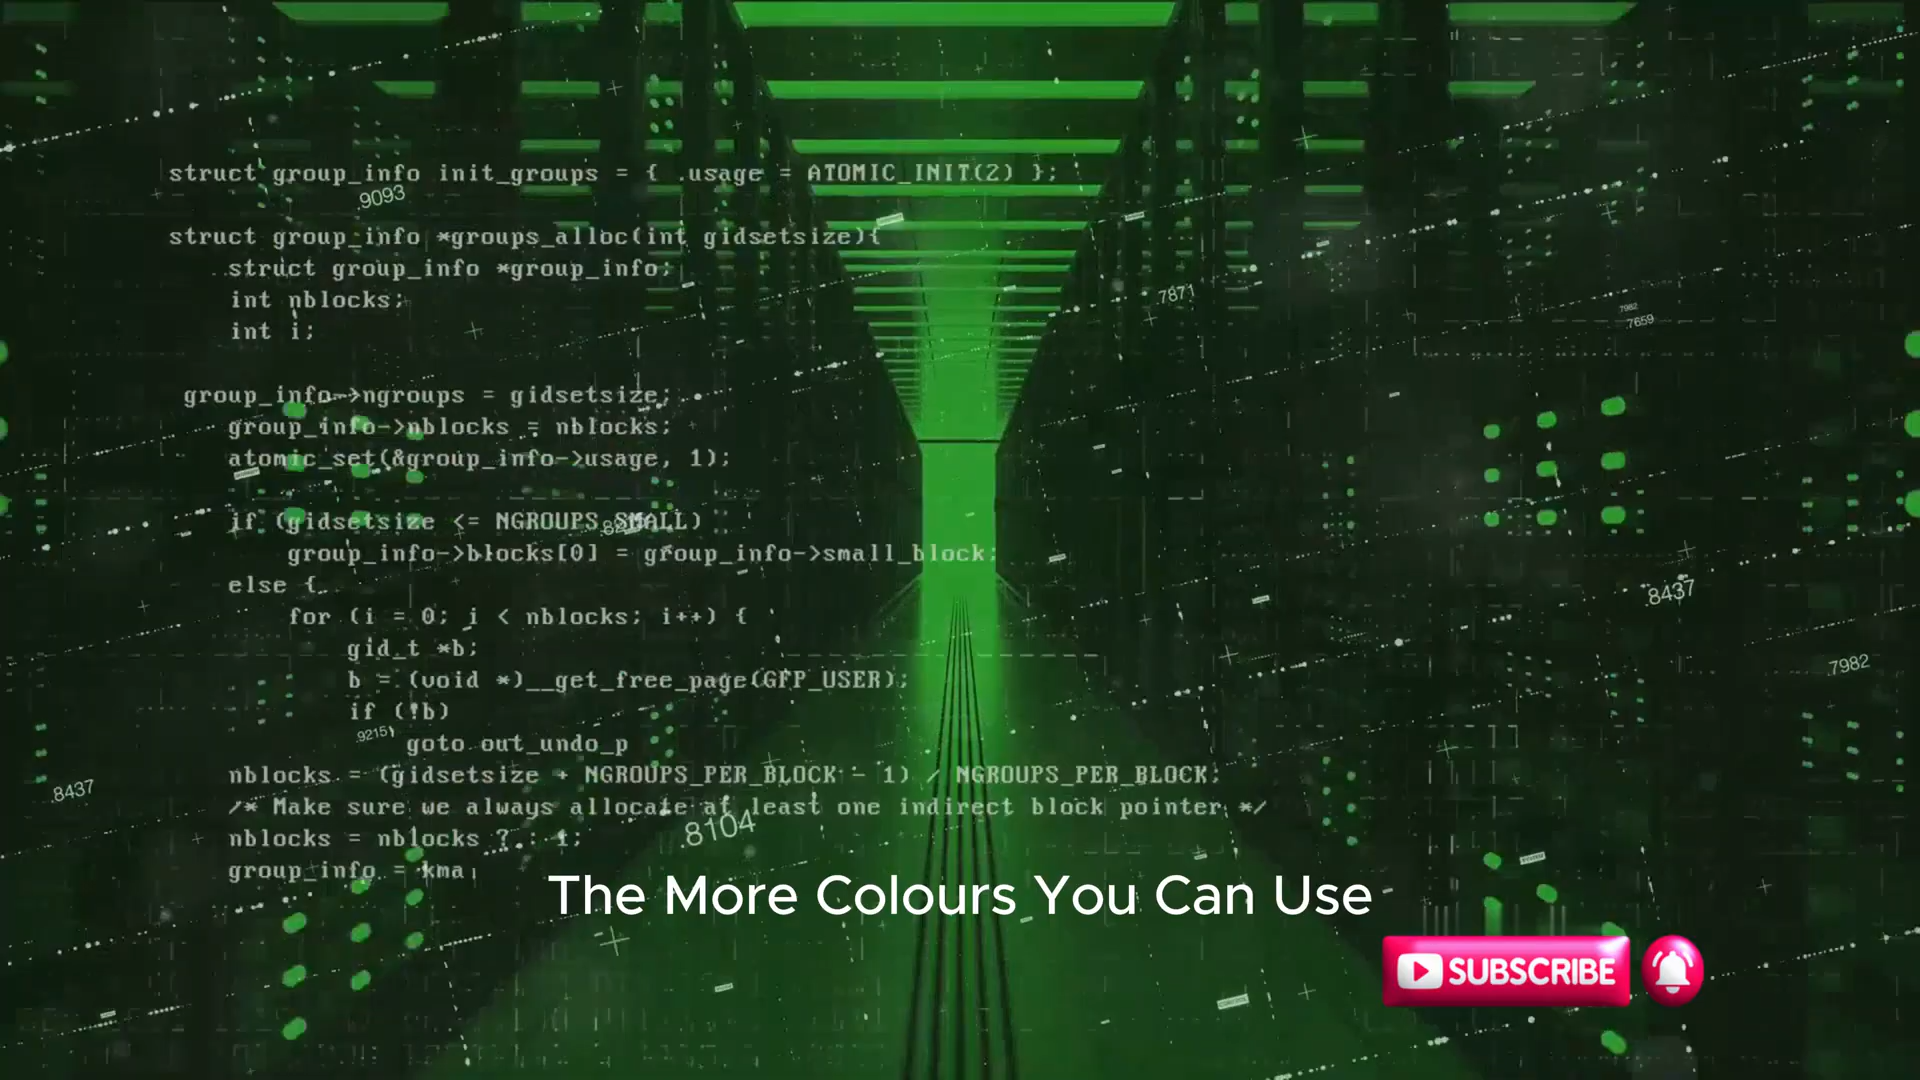 struct group_info init_groups = { .usage = ATOMIC_INIT(2) };
.9093
struct group_info *groups_alloc(int gidsetsize){
struct group_info *group_info;
int nblocks;
int i;
.7871
.7982
.7659
group_info->ngroups = gidsetsize;
group_info->nblocks = nblocks;
atomic_set(&group_info->usage, 1);
if (gidsetsize <= NGROUPS_SMALL)
group_info->blocks[0] = group_info->small_block;
else {
.8437
for (i = 0; i < nblocks; i++) {
gid_t *b;
.7982
b = (void *)__get_free_page(GFP_USER);
if (!b)
.9215
goto out_undo_p
nblocks = (gidsetsize + NGROUPS_PER_BLOCK - 1) / NGROUPS_PER_BLOCK;
.8437
/* Make sure we always allocate at least one indirect block pointer */
.8104
nblocks = nblocks ? : 1;
group_info = kma
The More Colours You Can Use
SUBSCRIBE